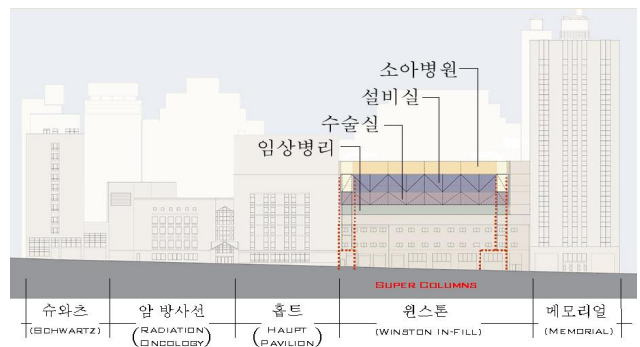 소아병원
설비실
수술실
임상병리
SUPER COLUMNS
슈와츠
(SCHWARTZ)
암 방사선
(RADIATION ONCOLOGY)
홉트
(HAUPT PAVILION)
윈스톤
(WINSTON IN-FILL)
메모리얼
(MEMORIAL)